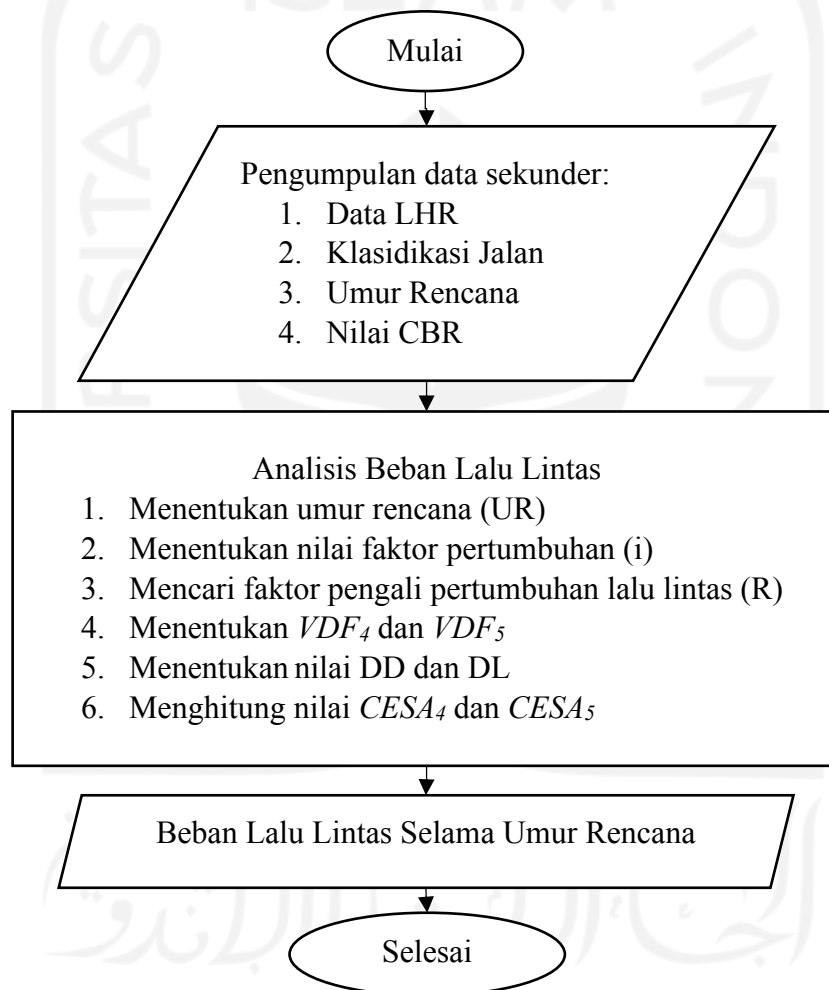 ISLAM
Mulai
Pengumpulan data sekunder:
1. Data LHR
2. Klasidikasi Jalan
3. Umur Rencana
4. Nilai CBR
Analisis Beban Lalu Lintas
1. Menentukan umur rencana (UR)
2. Menentukan nilai faktor pertumbuhan (i)
3. Mencari faktor pengali pertumbuhan lalu lintas (R)
4. Menentukan VDF₄ dan VDF₅
5. Menentukan nilai DD dan DL
6. Menghitung nilai CESA₄ dan CESA₅
Beban Lalu Lintas Selama Umur Rencana
Selesai